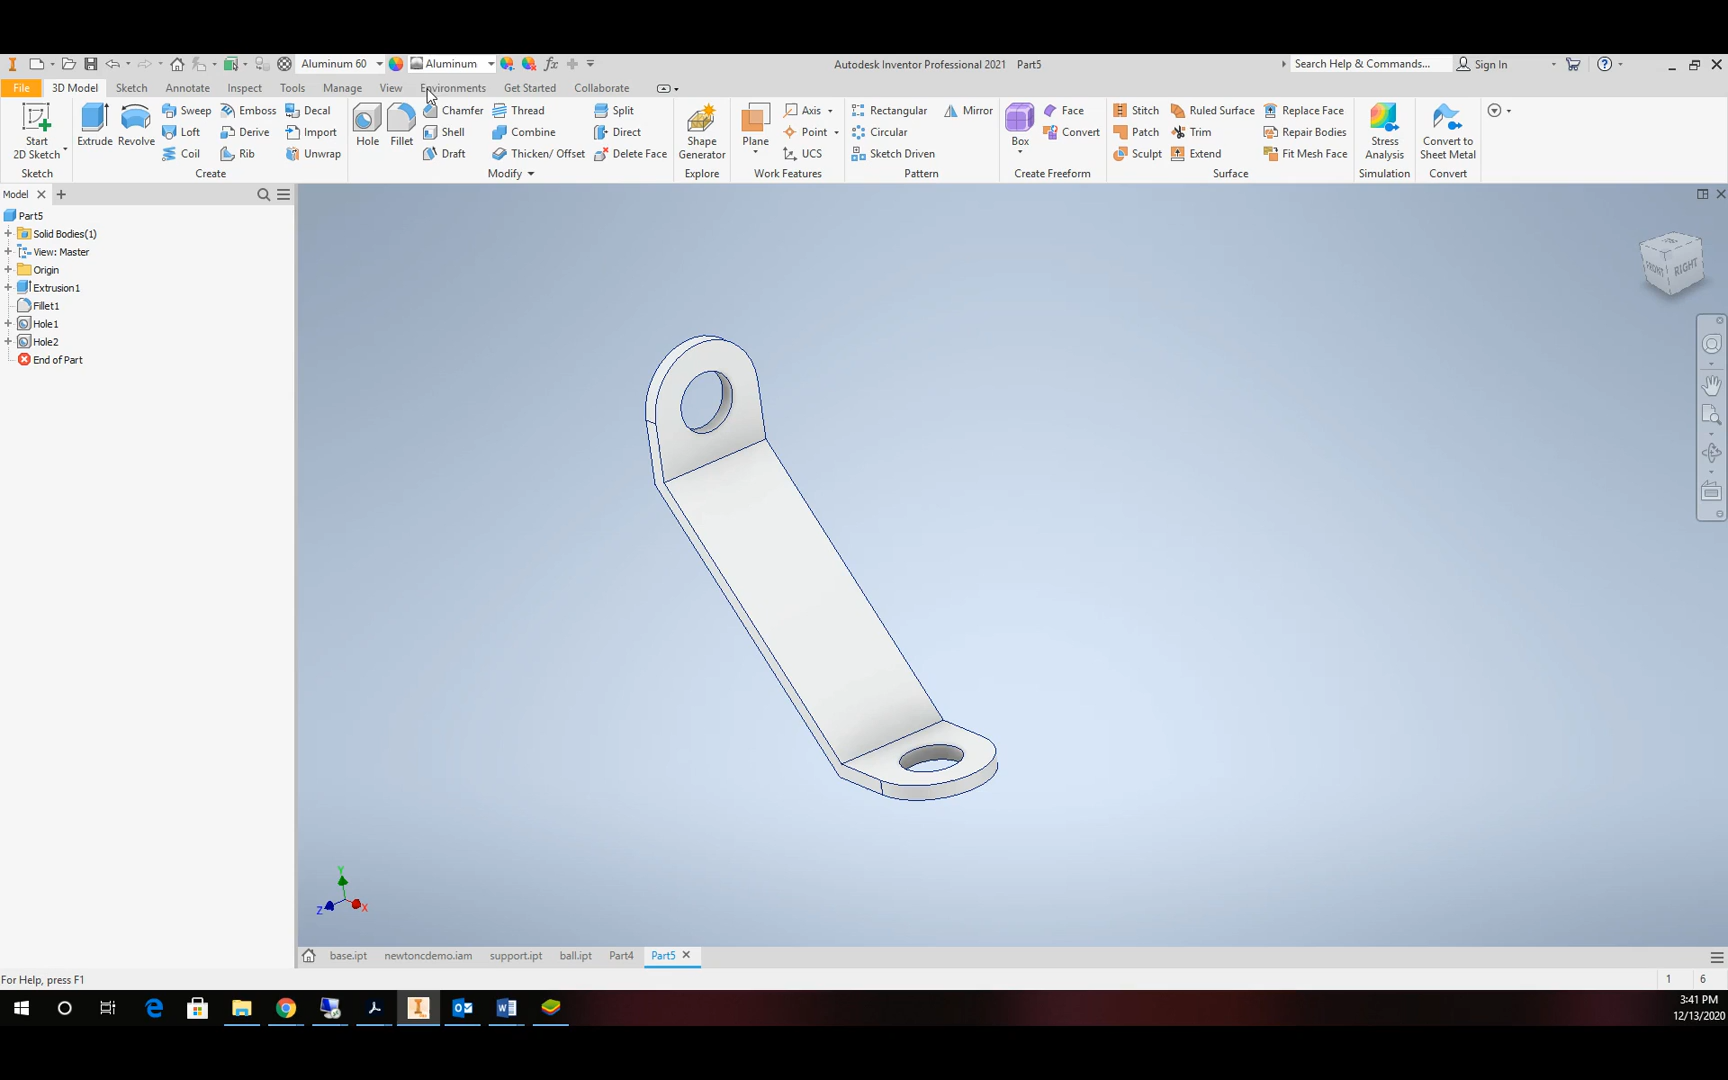 Aluminum 60 Aluminum fx Autodesk Inventor Professional 2021 Part5 Search Help & Commands... Sign In
File 3D Model Sketch Annotate Inspect Tools Manage View Environments Get Started Collaborate
Start 2D Sketch
Sketch
Extrude Revolve
Sweep Emboss Decal
Loft Derive Import
Coil Rib Unwrap
Create
Hole Fillet
Chamfer Thread Split
Shell Combine Direct
Draft Thicken/ Offset Delete Face
Modify
Shape Generator
Explore
Plane
Axis
Point
UCS
Work Features
Rectangular Mirror
Circular
Sketch Driven
Pattern
Box
Face
Convert
Create Freeform
Stitch Ruled Surface Replace Face
Patch Trim Repair Bodies
Sculpt Extend Fit Mesh Face
Surface
Stress Analysis
Simulation
Convert to Sheet Metal
Convert
Model
Part5
Solid Bodies(1)
View: Master
Origin
Extrusion1
Fillet1
Hole1
Hole2
End of Part
FRONT RIGHT
Y
Z X
base.ipt newtoncdemo.iam support.ipt ball.ipt Part4 Part5
For Help, press F1 1 6
3:41 PM
12/13/2020